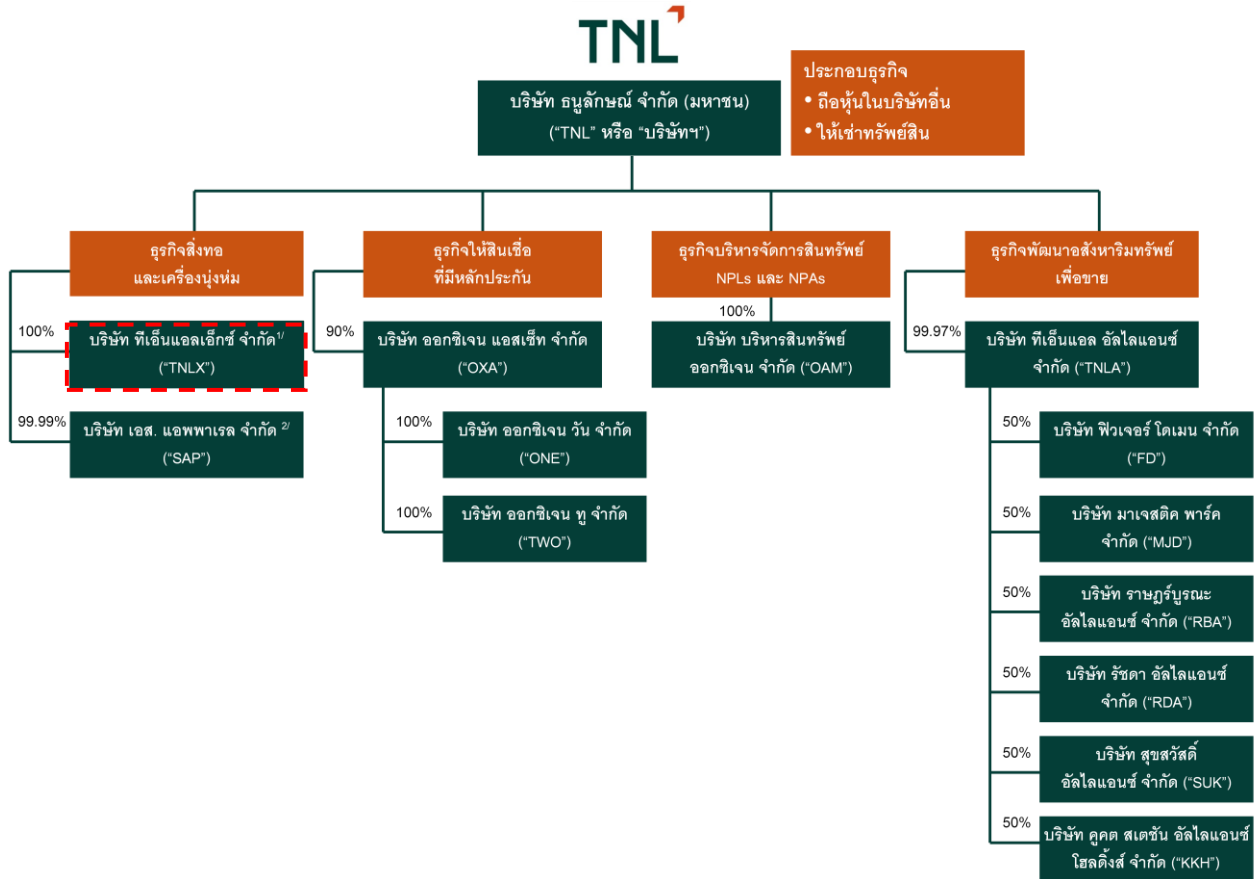 TNL
บริษัท ธนูลักษณ์ จำกัด (มหาชน)
("TNL" หรือ "บริษัทฯ")
ประกอบธุรกิจ
• ถือหุ้นในบริษัทอื่น
• ให้เช่าทรัพย์สิน
ธุรกิจสิ่งทอ
และเครื่องนุ่งห่ม
100%
บริษัท ทีเอ็นแอลเอ็กซ์ จำกัด1/
("TNLX")
99.99%
บริษัท เอส. แอพพาเรล จำกัด 2/
("SAP")
ธุรกิจให้สินเชื่อ
ที่มีหลักประกัน
90%
บริษัท ออกซิเจน แอสเซ็ท จำกัด
("OXA")
100%
บริษัท ออกซิเจน วัน จำกัด
("ONE")
100%
บริษัท ออกซิเจน ทู จำกัด
("TWO")
ธุรกิจบริหารจัดการสินทรัพย์
NPLs และ NPAs
100%
บริษัท บริหารสินทรัพย์
ออกซิเจน จำกัด ("OAM")
ธุรกิจพัฒนาอสังหาริมทรัพย์
เพื่อขาย
99.97%
บริษัท ทีเอ็นแอล อัลไลแอนซ์
จำกัด ("TNLA")
50%
บริษัท ฟิวเจอร์ โดเมน จำกัด
("FD")
50%
บริษัท มาเจสติค พาร์ค
จำกัด ("MJD")
50%
บริษัท ราษฎร์บูรณะ
อัลไลแอนซ์ จำกัด ("RBA")
50%
บริษัท รัชดา อัลไลแอนซ์
จำกัด ("RDA")
50%
บริษัท สุขสวัสดิ์
อัลไลแอนซ์ จำกัด ("SUK")
50%
บริษัท คูคต สเตชัน อัลไลแอนซ์
โฮลดิ้งส์ จำกัด ("KKH")